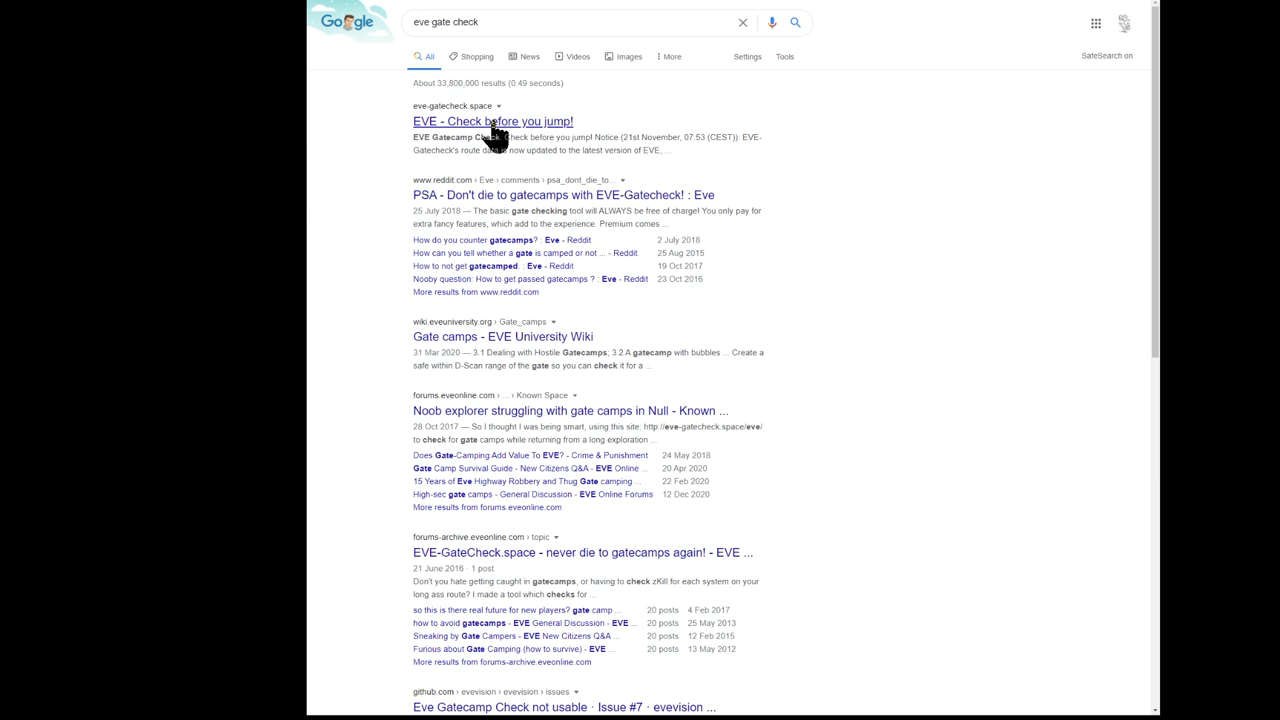 Google
eve gate check
All
Shopping
News
Videos
Images
More
Settings
Tools
SafeSearch on
About 33,800,000 results (0.49 seconds)
eve-gatecheck.space
EVE - Check before you jump!
EVE Gatecamp Check. Check before you jump! Notice (21st November, 07.53 (CEST)): EVE-
Gatecheck's route data is now updated to the latest version of EVE, ...
www.reddit.com › Eve › comments › psa_dont_die_to...
PSA - Don't die to gatecamps with EVE-Gatecheck! : Eve
25 July 2018 — The basic gate checking tool will ALWAYS be free of charge! You only pay for
extra fancy features, which add to the experience. Premium comes ...
How do you counter gatecamps? : Eve - Reddit 2 July 2018
How can you tell whether a gate is camped or not ... - Reddit 25 Aug 2015
How to not get gatecamped. : Eve - Reddit 19 Oct 2017
Nooby question: How to get passed gatecamps ? : Eve - Reddit 23 Oct 2016
More results from www.reddit.com
wiki.eveuniversity.org › Gate_camps
Gate camps - EVE University Wiki
31 Mar 2020 — 3.1 Dealing with Hostile Gatecamps; 3.2 A gatecamp with bubbles ... Create a
safe within D-Scan range of the gate so you can check it for a ...
forums.eveonline.com › ... › Known Space
Noob explorer struggling with gate camps in Null - Known ...
28 Oct 2017 — So I thought I was being smart, using this site: http://eve-gatecheck.space/eve/
to check for gate camps while returning from a long exploration ...
Does Gate-Camping Add Value To EVE? - Crime & Punishment 24 May 2018
Gate Camp Survival Guide - New Citizens Q&A - EVE Online ... 20 Apr 2020
15 Years of Eve Highway Robbery and Thug Gate camping ... 22 Feb 2020
High-sec gate camps - General Discussion - EVE Online Forums 12 Dec 2020
More results from forums.eveonline.com
forums-archive.eveonline.com › topic
EVE-GateCheck.space - never die to gatecamps again! - EVE ...
21 June 2016 · 1 post
Don't you hate getting caught in gatecamps, or having to check zKill for each system on your
long ass route? I made a tool which checks for ...
so this is there real future for new players? gate camp ... 20 posts 4 Feb 2017
how to avoid gatecamps - EVE General Discussion - EVE ... 20 posts 25 May 2013
Sneaking by Gate Campers - EVE New Citizens Q&A ... 20 posts 12 Feb 2015
Furious about Gate Camping (how to survive) - EVE ... 20 posts 13 May 2012
More results from forums-archive.eveonline.com
github.com › evevision › evevision › issues
Eve Gatecamp Check not usable · Issue #7 · evevision ...